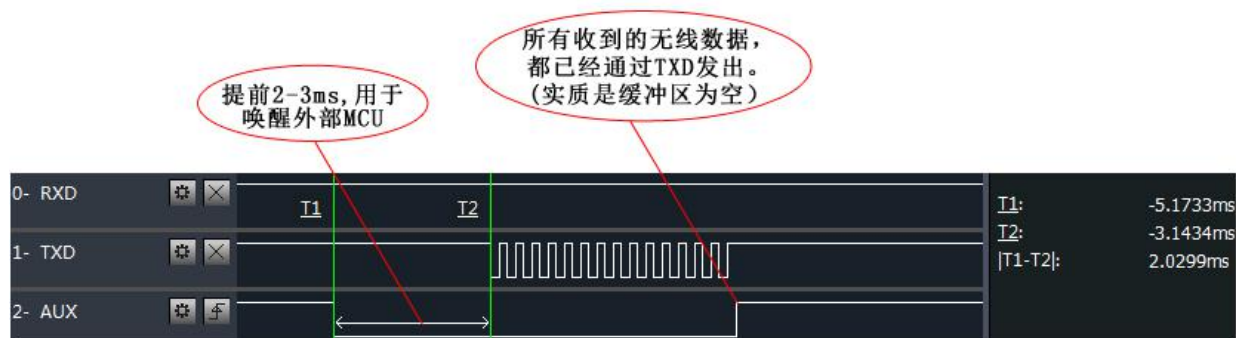 所有收到的无线数据，
都已经通过TXD发出。
(实质是缓冲区为空）
提前2-3ms,用于
唤醒外部MCU
0- RXD
T1
T2
1- TXD
2- AUX
T1: -5.1733ms
T2: -3.1434ms
|T1-T2|: 2.0299ms